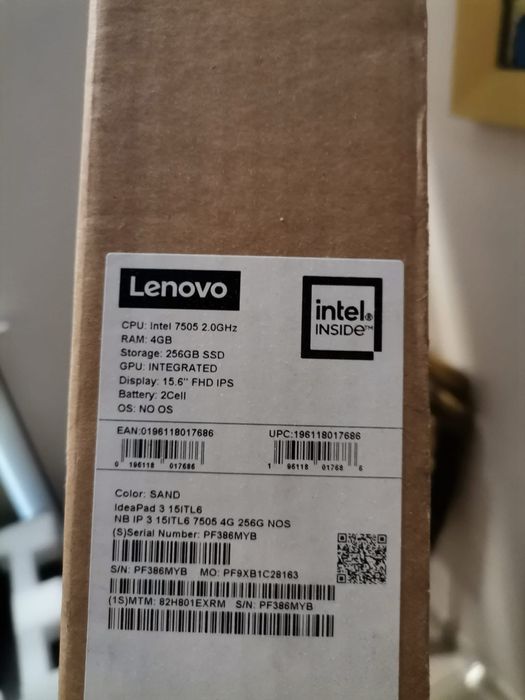 Lenovo
intel®
INSIDE™
CPU: Intel 7505 2.0GHz
RAM: 4GB
Storage: 256GB SSD
GPU: INTEGRATED
Display: 15.6" FHD IPS
Battery: 2Cell
OS: NO OS
EAN:0196118017686 UPC:196118017686
0 196118 017686 1 96118 01768 6
Color: SAND
IdeaPad 3 15ITL6
NB IP 3 15ITL6 7505 4G 256G NOS
(S)Serial Number: PF386MYB
S/N: PF386MYB MO: PF9XB1C28163
(1S)MTM: 82H801EXRM S/N: PF386MYB